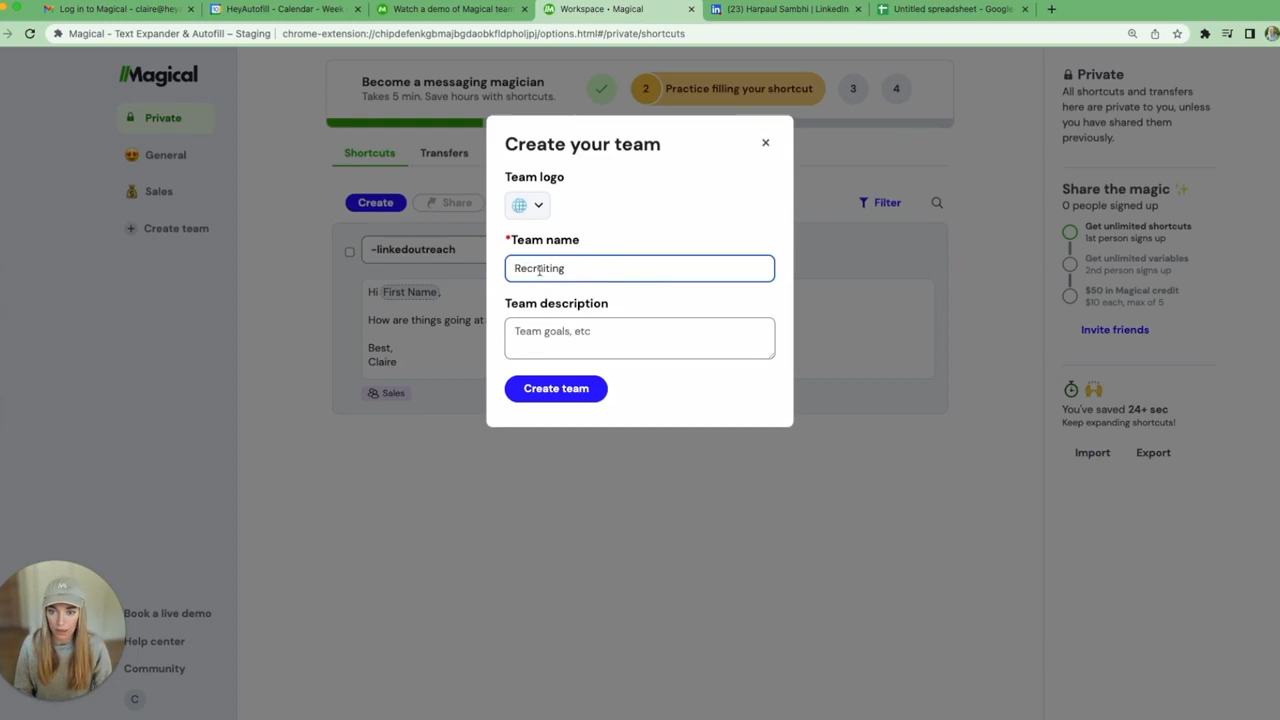 Log in to Magical - claire@hey
HeyAutofill - Calendar - Week
Watch a demo of Magical team
Workspace • Magical
(23) Harpaul Sambhi | LinkedIn
Untitled spreadsheet - Google
Magical - Text Expander & Autofill – Staging
chrome-extension://chipdefenkgbmajbgdaobkfldpholjpj/options.html#/private/shortcuts
Magical
Private
General
Sales
Create team
Become a messaging magician
Takes 5 min. Save hours with shortcuts.
2
Practice filling your shortcut
3
4
Shortcuts
Transfers
Create
Share
Filter
-linkedoutreach
Hi First Name,
How are things going at
Best,
Claire
Sales
Create your team
Team logo
*Team name
Recruiting
Team description
Team goals, etc
Create team
Private
All shortcuts and transfers
here are private to you, unless
you have shared them
previously.
Share the magic
0 people signed up
Get unlimited shortcuts
1st person signs up
Get unlimited variables
2nd person signs up
$50 in Magical credit
$10 each, max of 5
Invite friends
You've saved 24+ sec
Keep expanding shortcuts!
Import
Export
Book a live demo
Help center
Community
C